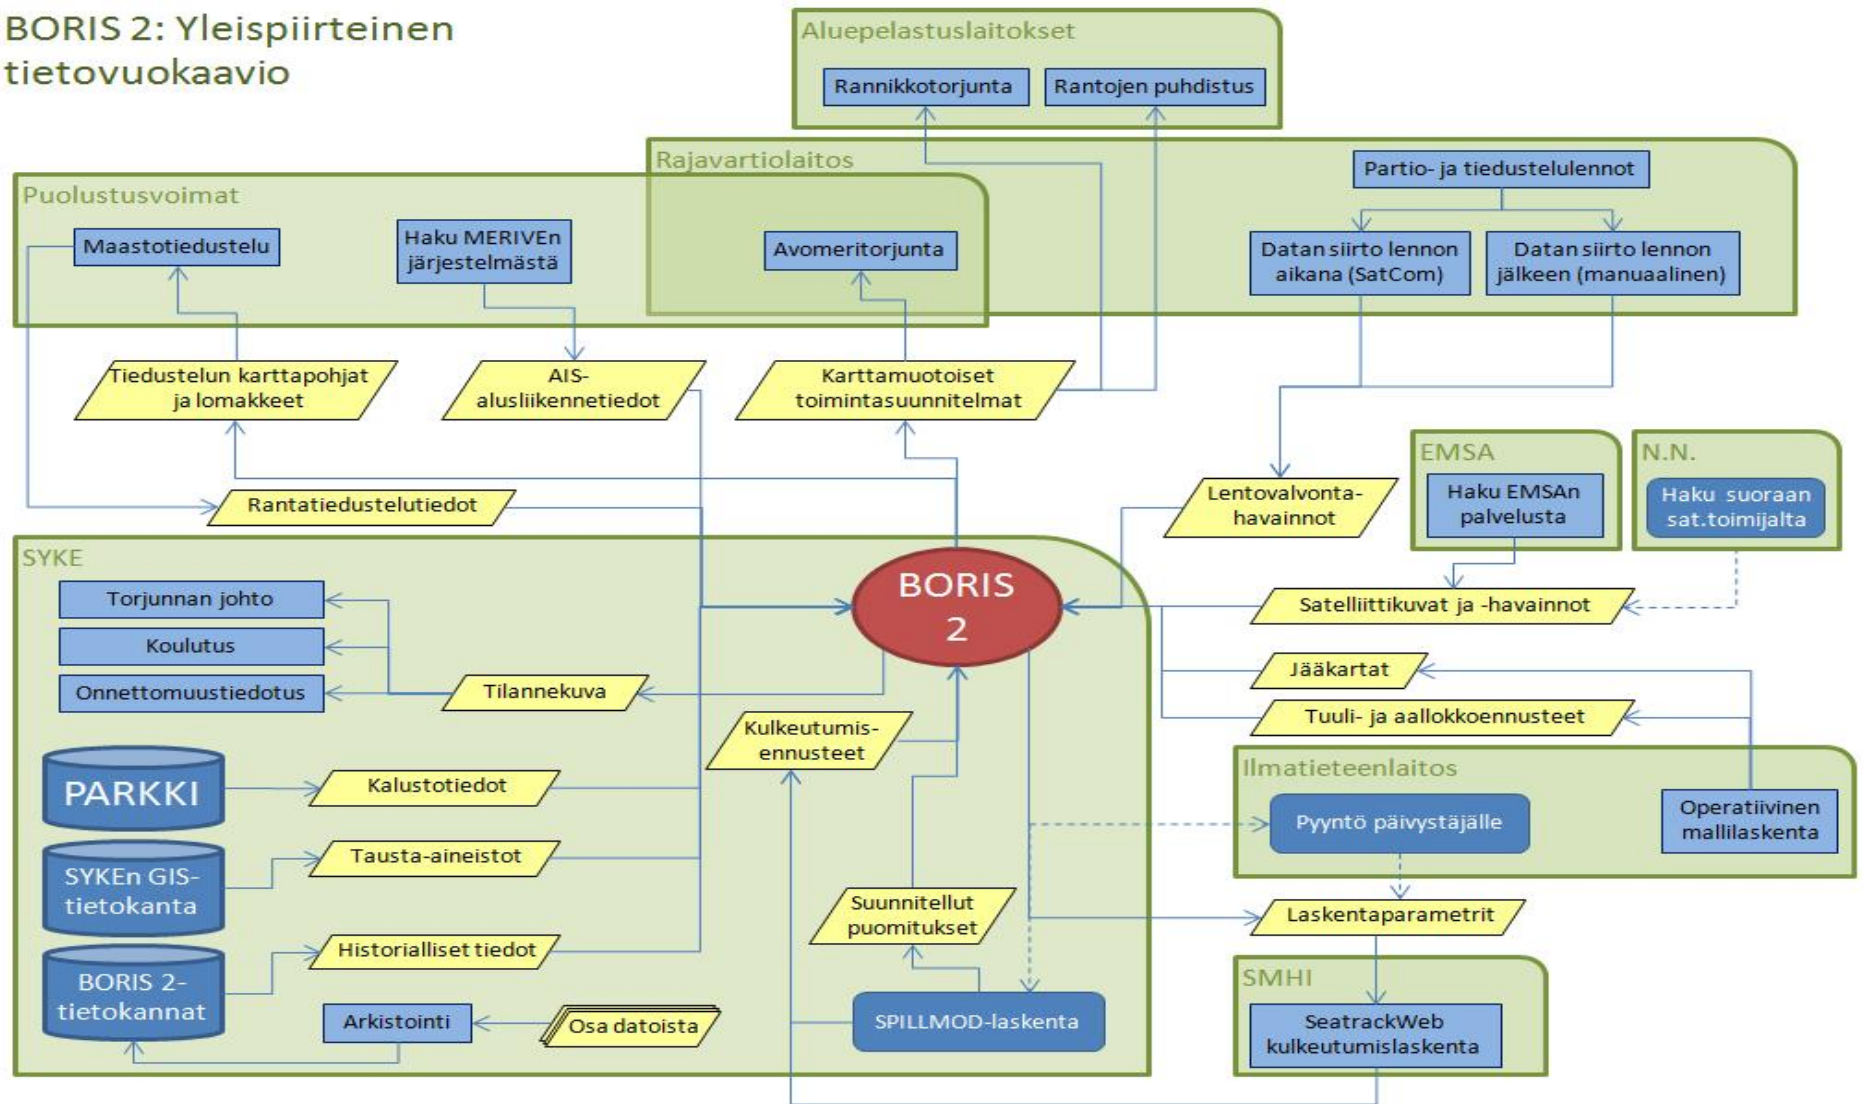 BORIS 2: Yleispiirteinen
tietovuokaavio
Aluepelastuslaitokset
Rannikkotorjunta
Rantojen puhdistus
Rajavartiolaitos
Partio- ja tiedustelulennot
Puolustusvoimat
Maastotiedustelu
Haku MERIVEn
järjestelmästä
Avomeritorjunta
Datan siirto lennon
aikana (SatCom)
Datan siirto lennon
jälkeen (manuaalinen)
Tiedustelun karttapohjat
ja lomakkeet
AIS-
alusliikennetiedot
Karttamuotoiset
toimintasuunnitelmat
EMSA
N.N.
Rantatiedustelutiedot
Lentovalvonta-
havainnot
Haku EMSAn
palvelusta
Haku suoraan
sat.toimijalta
SYKE
BORIS
2
Torjunnan johto
Koulutus
Onnettomuustiedotus
Tilannekuva
Satelliittikuvat ja -havainnot
Jääkartat
Tuuli- ja aallokkoennusteet
Kulkeutumis-
ennusteet
PARKKI
Kalustotiedot
Ilmatieteenlaitos
Pyyntö päivystäjälle
Operatiivinen
mallilaskenta
SYKEn GIS-
tietokanta
Tausta-aineistot
Suunnitellut
puomitukset
Laskentaparametrit
BORIS 2-
tietokannat
Historialliset tiedot
Arkistointi
Osa datoista
SPILLMOD-laskenta
SMHI
SeatrackWeb
kulkeutumislaskenta